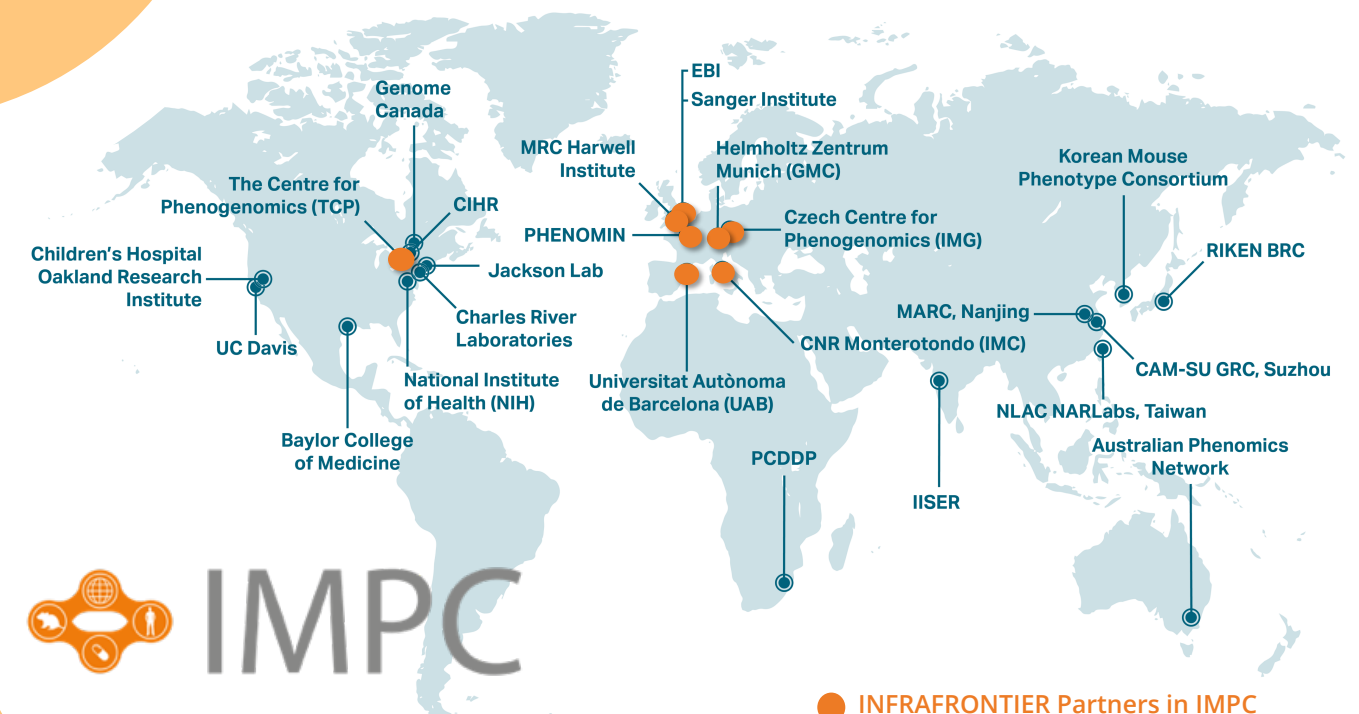 EBI
Sanger Institute
Genome
Canada
MRC Harwell
Institute
Helmholtz Zentrum
Munich (GMC)
Korean Mouse
Phenotype Consortium
The Centre for
Phenogenomics (TCP)
CIHR
Czech Centre for
Phenogenomics (IMG)
PHENOMIN
RIKEN BRC
Children's Hospital
Oakland Research
Institute
Jackson Lab
MARC, Nanjing
Charles River
Laboratories
UC Davis
CNR Monterotondo (IMC)
CAM-SU GRC, Suzhou
National Institute
of Health (NIH)
Universitat Autònoma
de Barcelona (UAB)
NLAC NARLabs, Taiwan
Baylor College
of Medicine
Australian Phenomics
Network
PCDDP
IISER
IMPC
INFRAFRONTIER Partners in IMPC